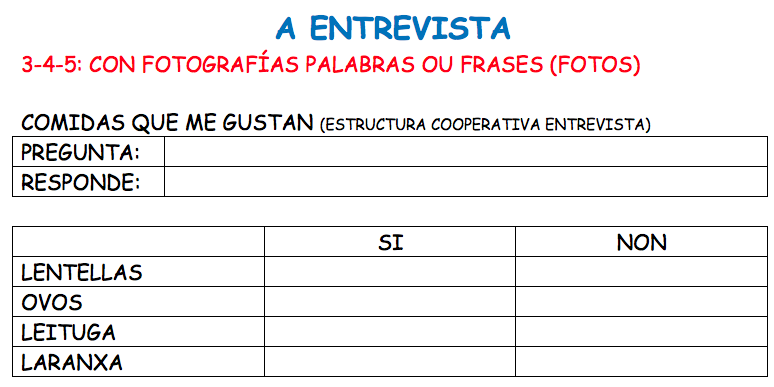 A ENTREVISTA
3-4-5: CON FOTOGRAFÍAS PALABRAS OU FRASES (FOTOS)
COMIDAS QUE ME GUSTAN (ESTRUCTURA COOPERATIVA ENTREVISTA)
PREGUNTA:
RESPONDE:
SI NON
LENTELLAS
OVOS
LEITUGA
LARANXA